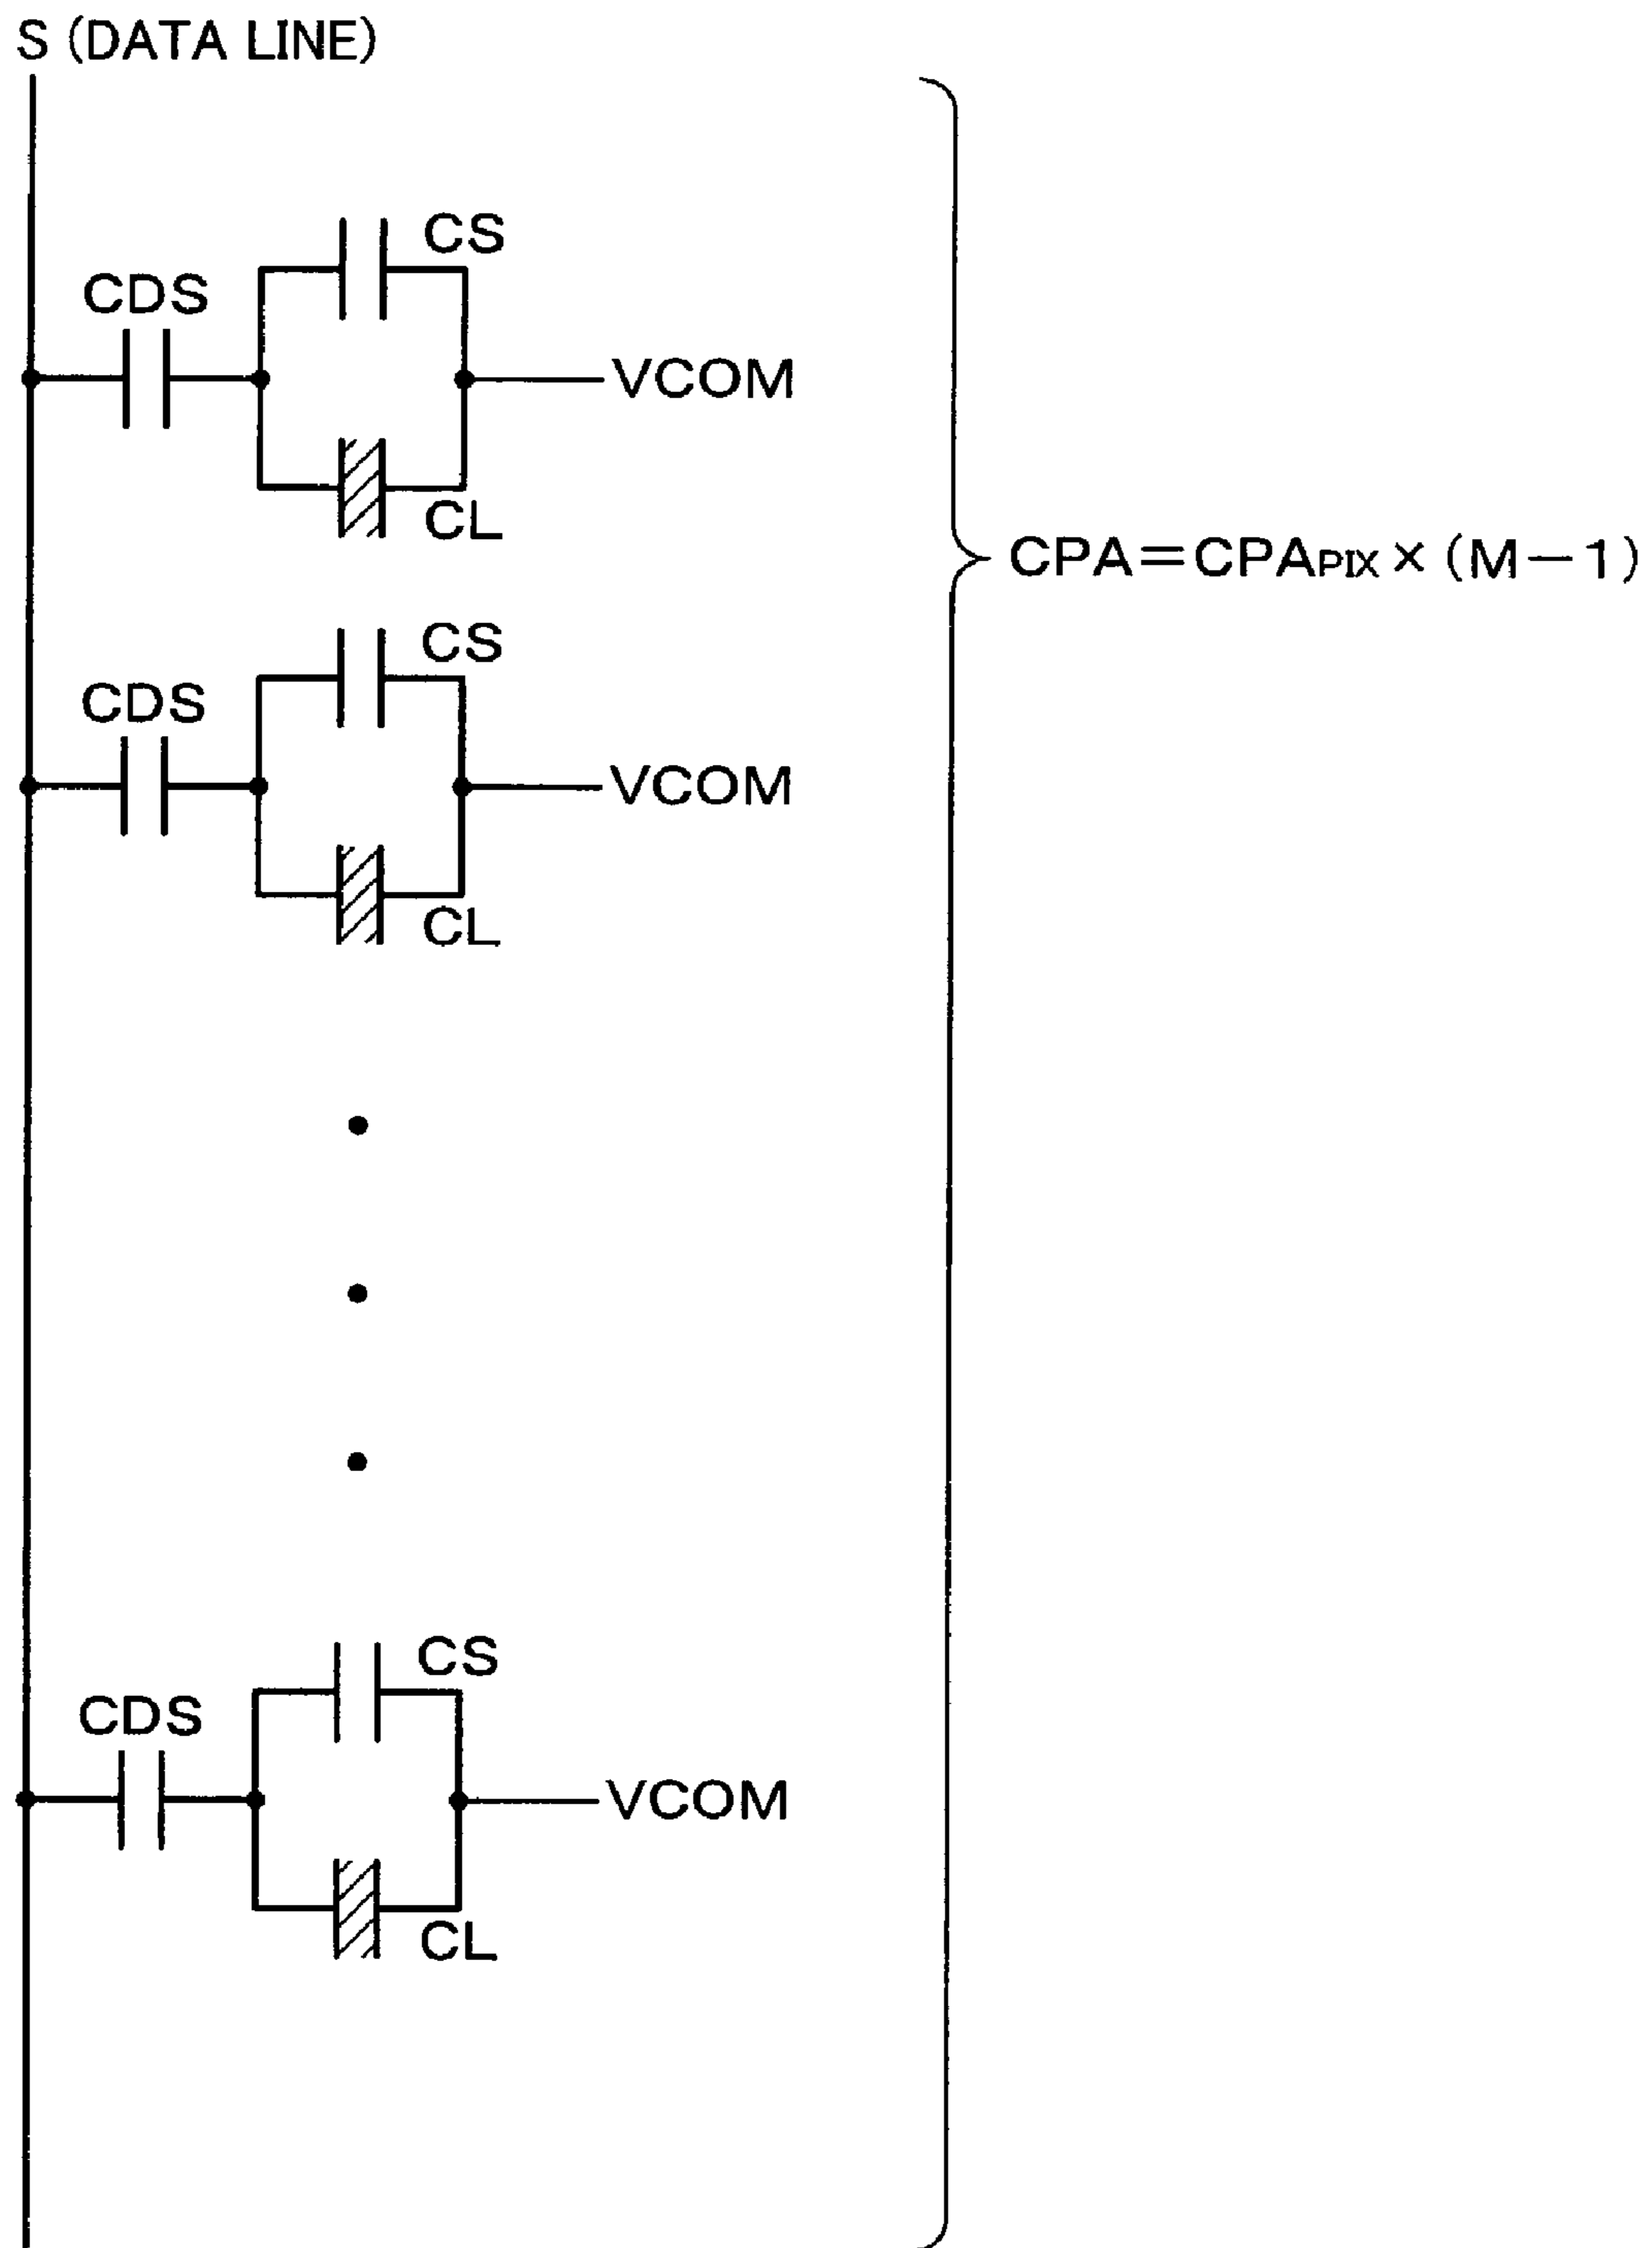 S (DATA LINE)
CS
CDS
VCOM
CL
CPA=CPAPIX×(M−1)
CS
CDS
VCOM
CL
CS
CDS
VCOM
CL